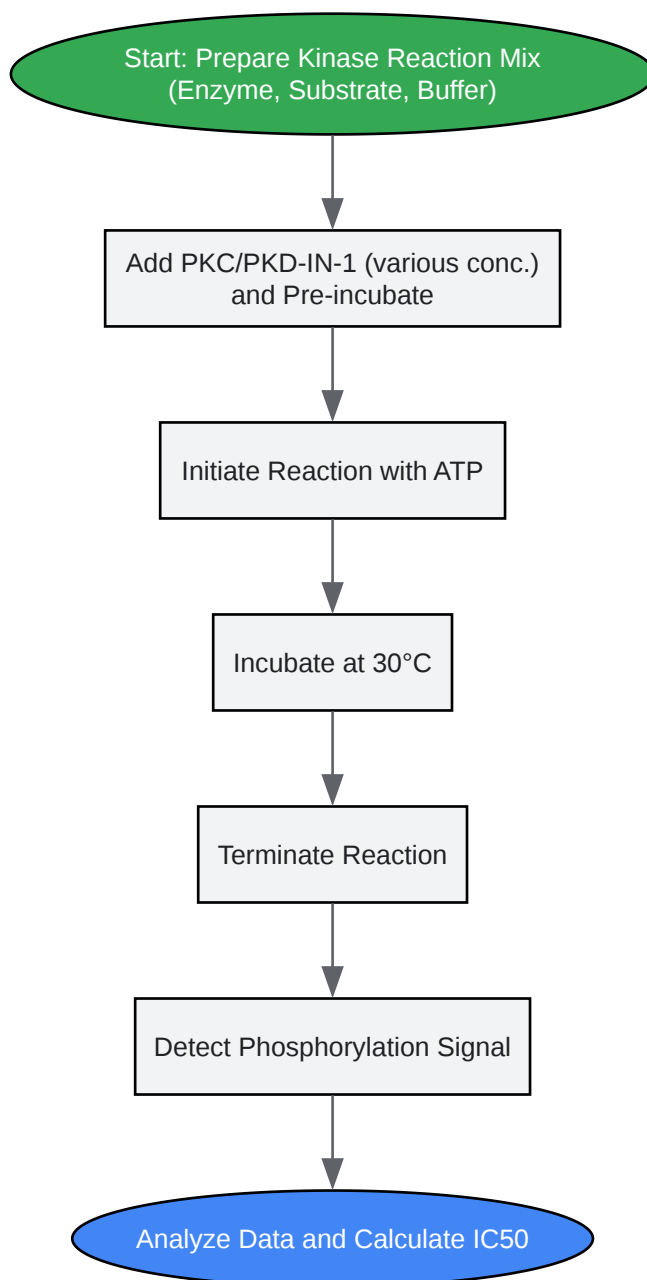 Start: Prepare Kinase Reaction Mix
(Enzyme, Substrate, Buffer)
Add PKC/PKD-IN-1 (various conc.)
and Pre-incubate
Initiate Reaction with ATP
Incubate at 30°C
Terminate Reaction
Detect Phosphorylation Signal
Analyze Data and Calculate IC50